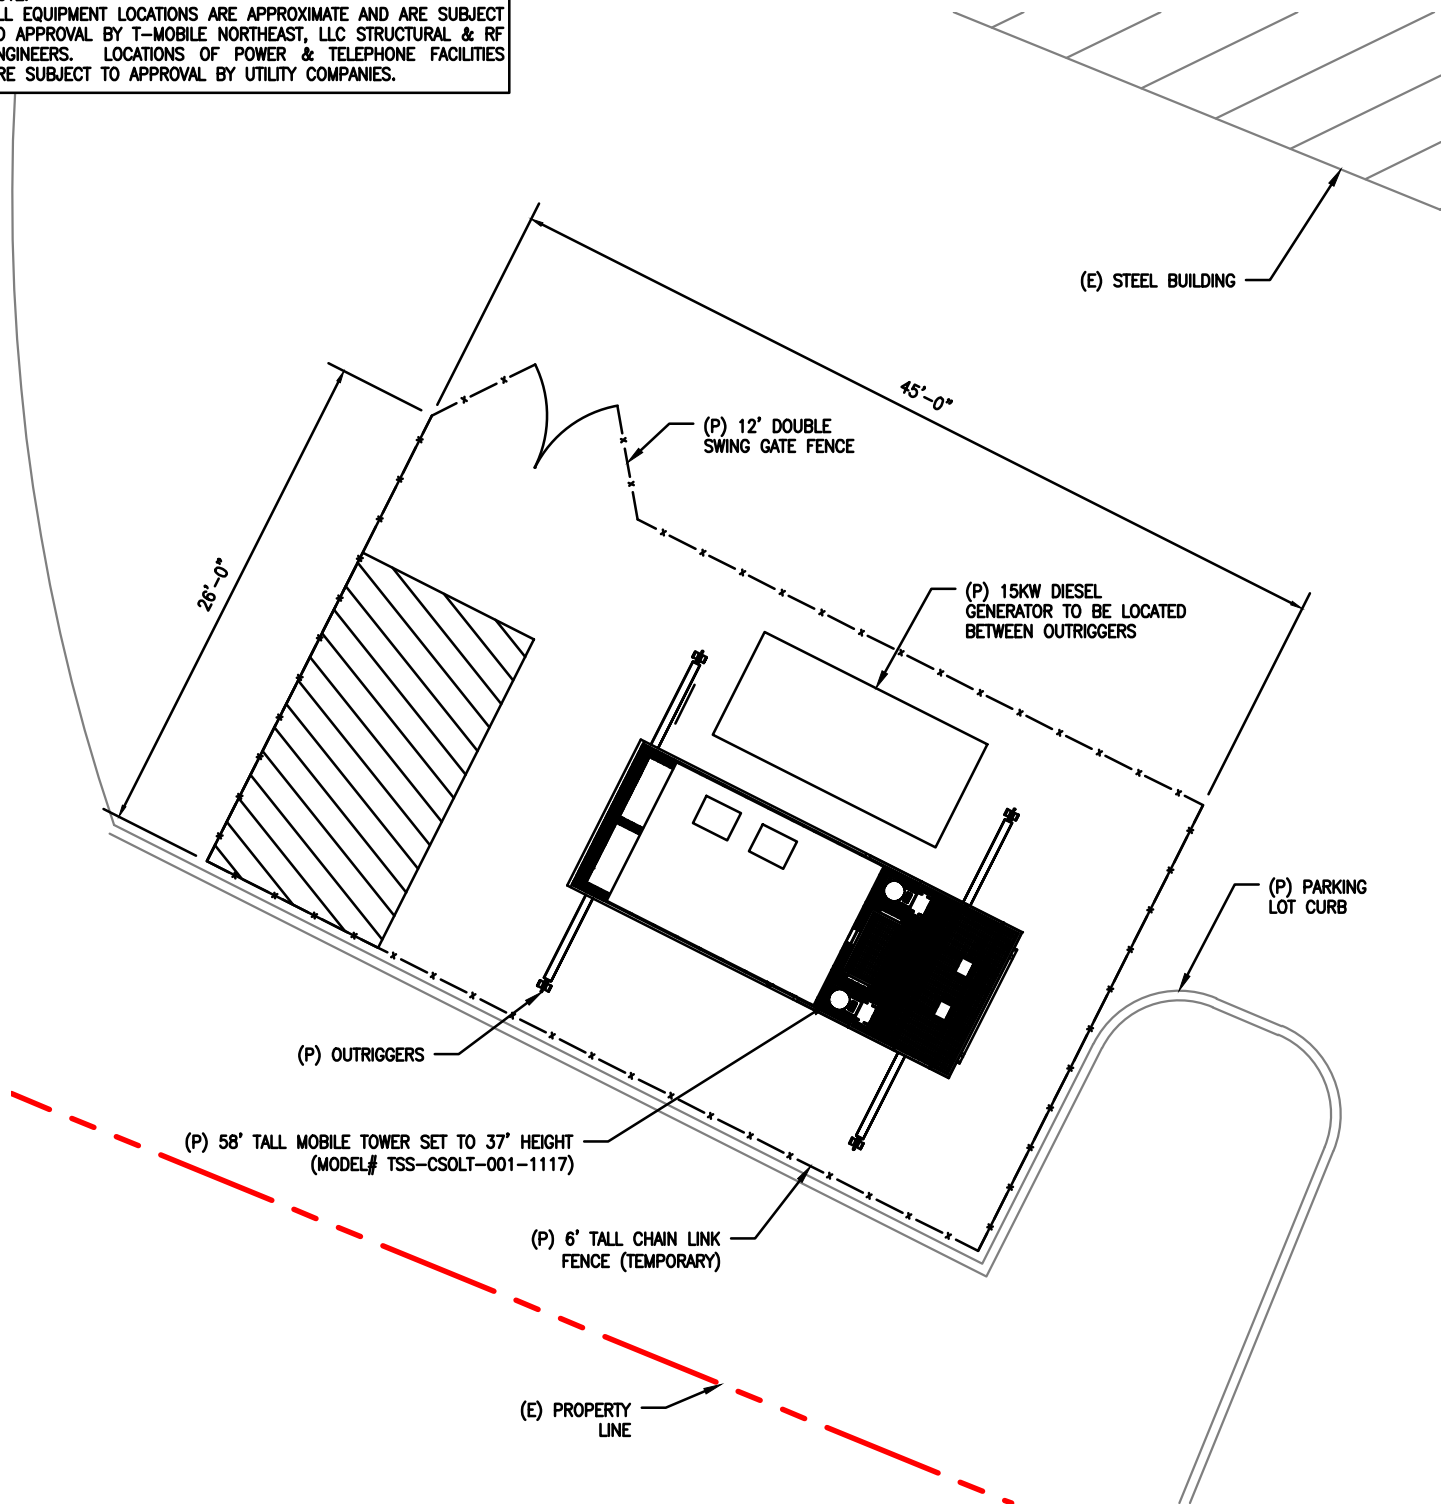 EQUIPMENT LOCATIONS ARE APPROXIMATE AND ARE SUBJECT
APPROVAL BY T-MOBILE NORTHEAST, LLC STRUCTURAL & RF
NGINEERS. LOCATIONS OF POWER & TELEPHONE FACILITIES
RE SUBJECT TO APPROVAL BY UTILITY COMPANIES.
(E) STEEL BUILDING
45'-0"
(P) 12' DOUBLE
SWING GATE FENCE
26'-0"
(P) 15KW DIESEL
GENERATOR TO BE LOCATED
BETWEEN OUTRIGGERS
(P) PARKING
LOT CURB
(P) OUTRIGGERS
(P) 58' TALL MOBILE TOWER SET TO 37' HEIGHT
(MODEL# TSS-CSOLT-001-1117)
(P) 6' TALL CHAIN LINK
FENCE (TEMPORARY)
(E) PROPERTY
LINE